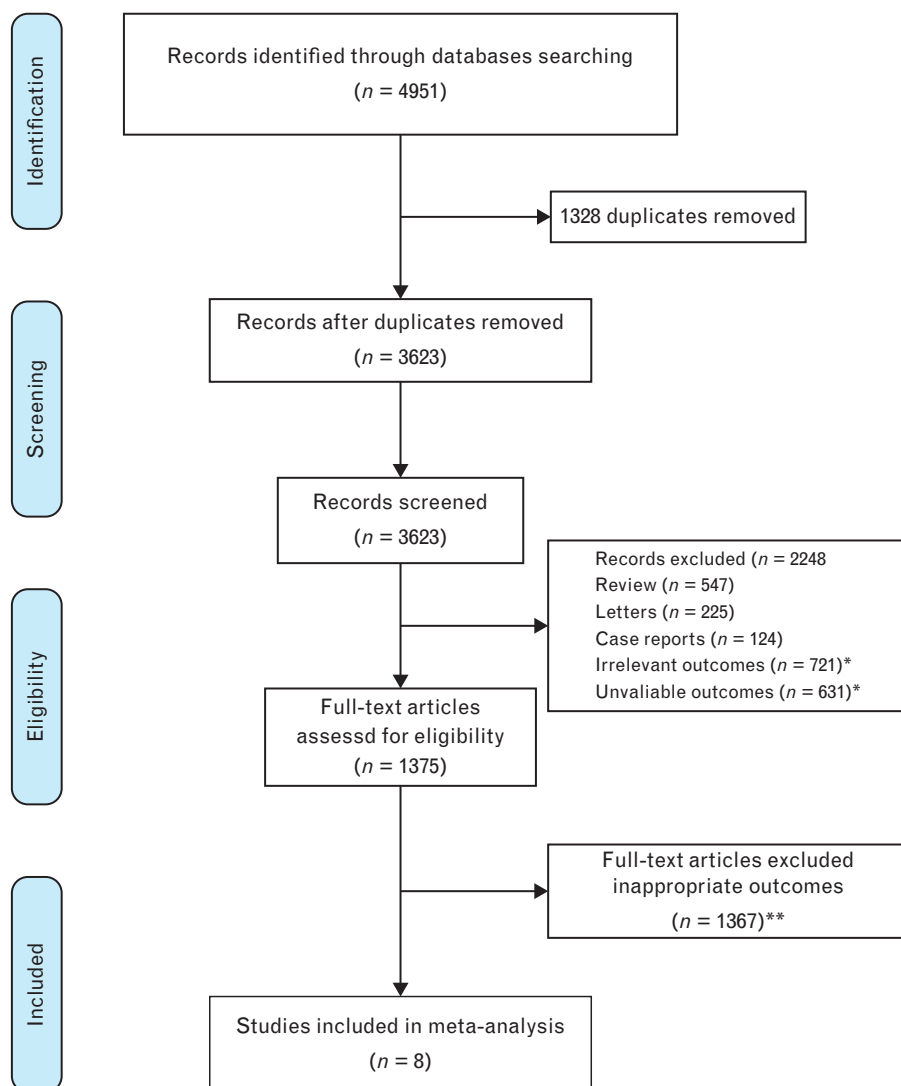 Identification
Records identified through databases searching
(n = 4951)
1328 duplicates removed
Screening
Records after duplicates removed
(n = 3623)
Records screened
(n = 3623)
Records excluded (n = 2248
Review (n = 547)
Letters (n = 225)
Case reports (n = 124)
Irrelevant outcomes (n = 721)*
Unvaliable outcomes (n = 631)*
Eligibility
Full-text articles
assessd for eligibility
(n = 1375)
Full-text articles excluded
inappropriate outcomes
(n = 1367)**
Included
Studies included in meta-analysis
(n = 8)